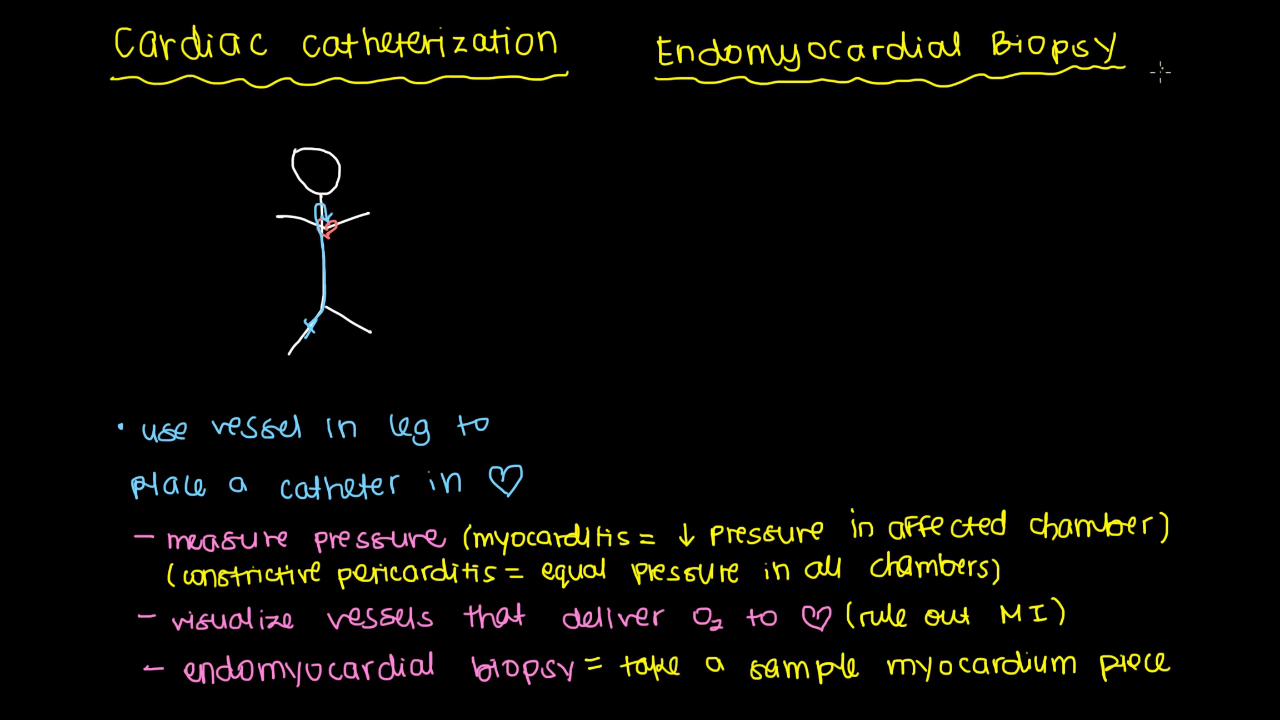 Cardiac catheterization
Endomyocardial Biopsy
• use vessel in leg to
place a catheter in ♡
- measure pressure (myocarditis = ↓ pressure in affected chamber)
(constrictive pericarditis = equal pressure in all chambers)
- visualize vessels that deliver O₂ to ♡ (rule out MI)
- endomyocardial biopsy = take a sample myocardium piece